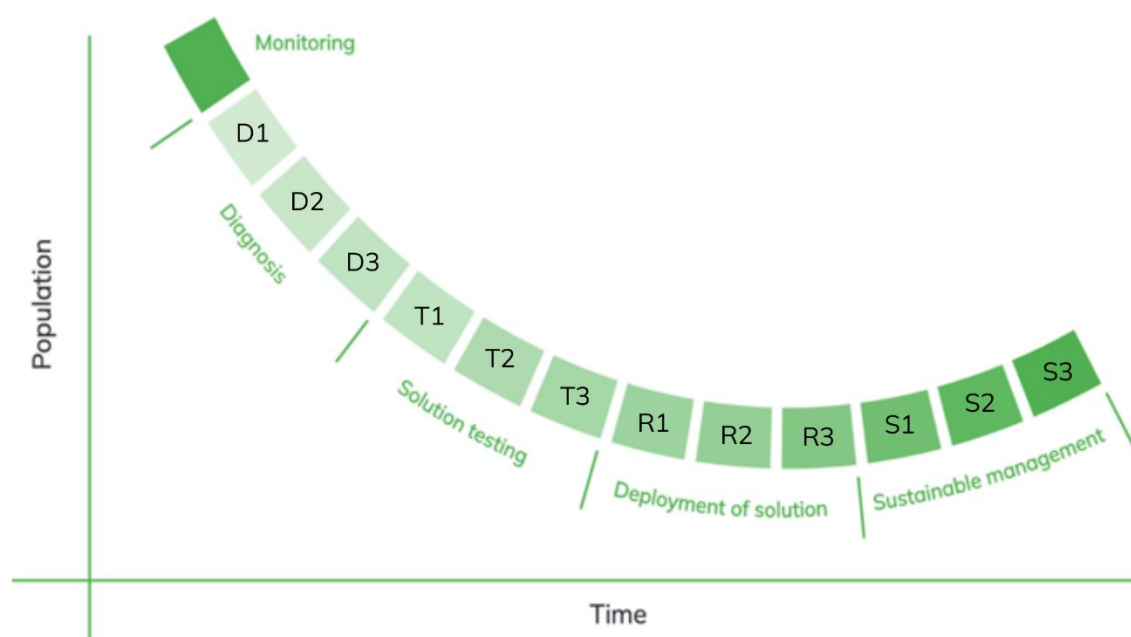 Monitoring
D1
D2
D3
Diagnosis
T1
T2
T3
Solution testing
R1
R2
R3
Deployment of solution
S1
S2
S3
Sustainable management
Population
Time